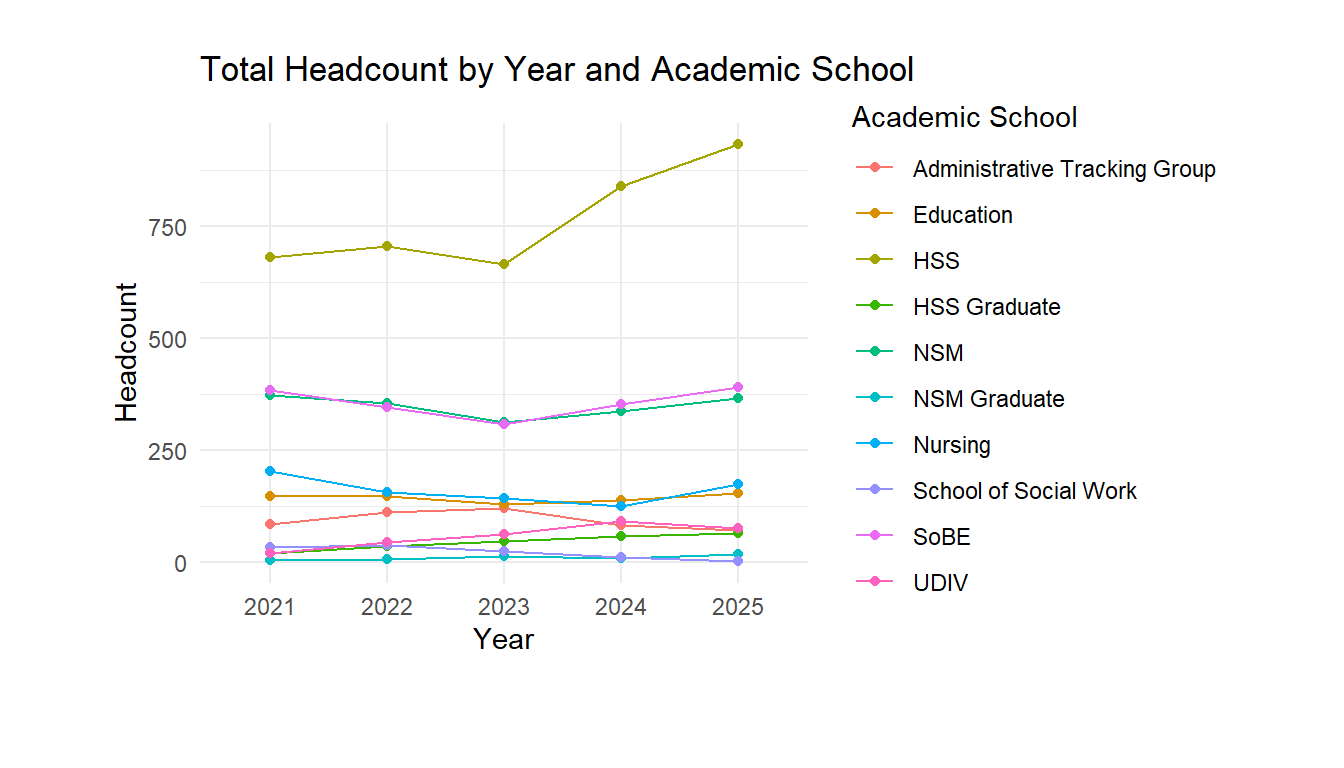 Total Headcount by Year and Academic School
Academic School
Administrative Tracking Group
Education
HSS
HSS Graduate
NSM
NSM Graduate
Nursing
School of Social Work
SoBE
UDIV
Headcount
750
500
250
0
2021 2022 2023 2024 2025
Year